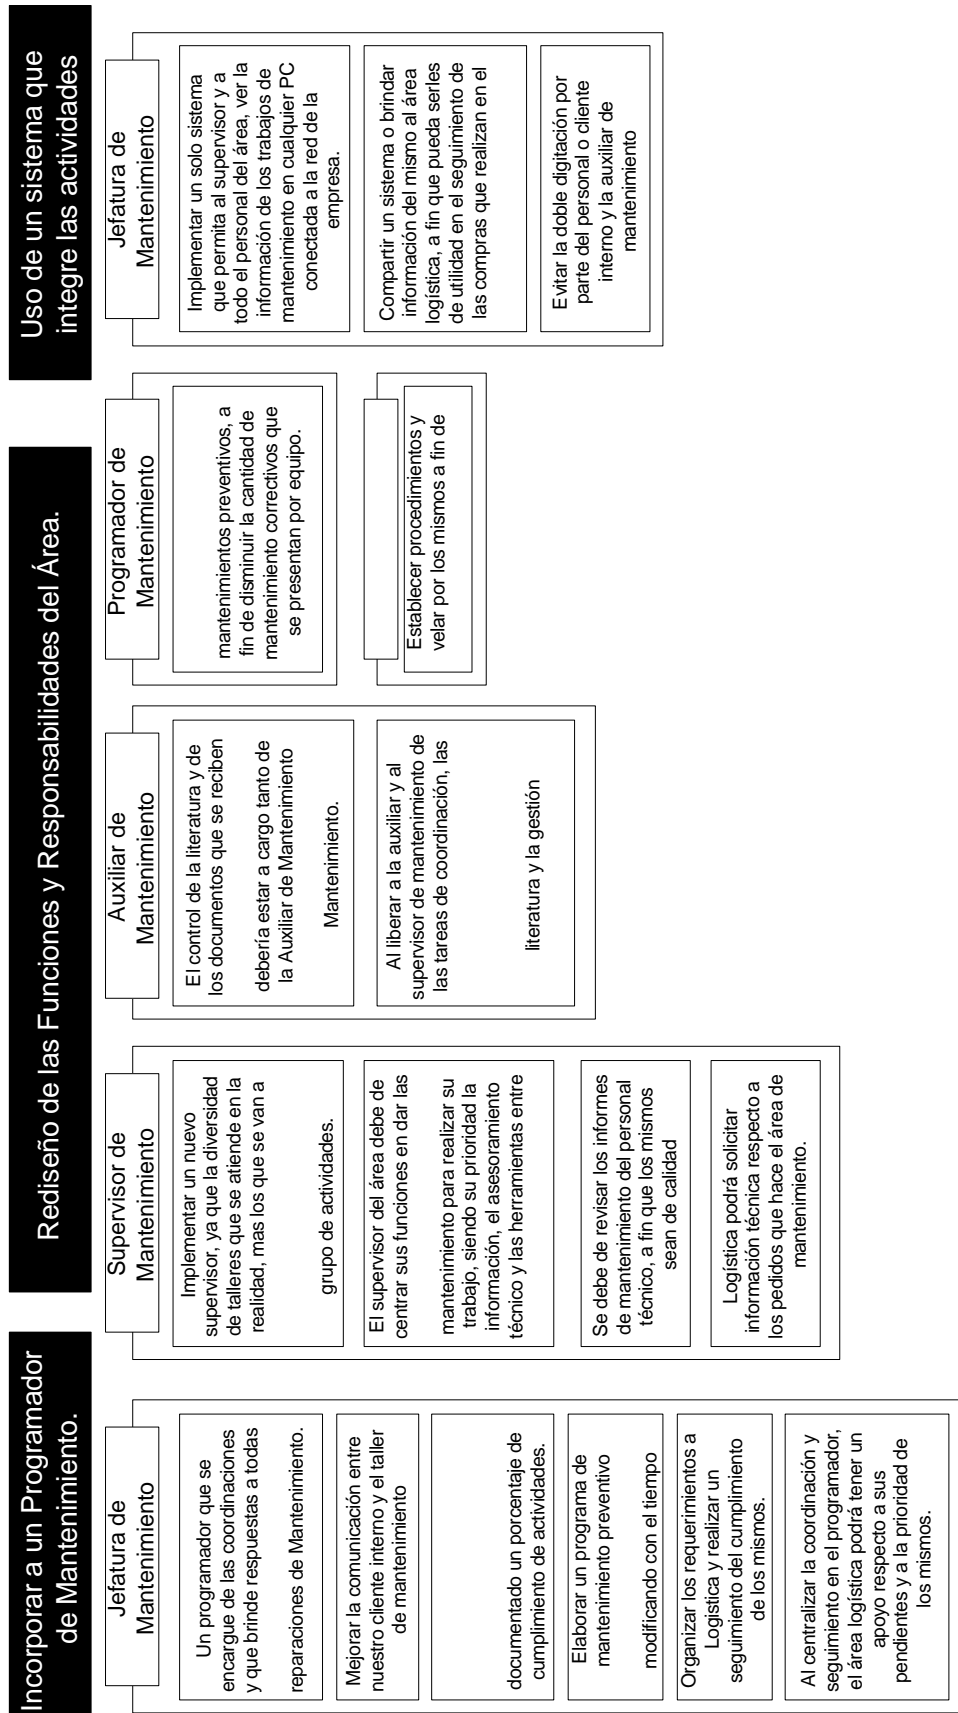 Incorporar a un Programador
de Mantenimiento.
Jefatura de
Mantenimiento
Un programador que se
encargue de las coordinaciones
y que brinde respuestas a todas
reparaciones de Mantenimiento.
Mejorar la comunicación entre
nuestro cliente interno y el taller
de mantenimiento
documentado un porcentaje de
cumplimiento de actividades.
Elaborar un programa de
mantenimiento preventivo
modificando con el tiempo
Organizar los requerimientos a
Logística y realizar un
seguimiento del cumplimiento
de los mismos.
Al centralizar la coordinación y
seguimiento en el programador,
el área logística podrá tener un
apoyo respecto a sus
pendientes y a la prioridad de
los mismos.
Rediseño de las Funciones y Responsabilidades del Área.
Supervisor de
Mantenimiento
Implementar un nuevo
supervisor, ya que la diversidad
de talleres que se atiende en la
realidad, mas los que se van a
grupo de actividades.
El supervisor del área debe de
centrar sus funciones en dar las
mantenimiento para realizar su
trabajo, siendo su prioridad la
información, el asesoramiento
técnico y las herramientas entre
Se debe de revisar los informes
de mantenimiento del personal
técnico, a fin que los mismos
sean de calidad
Logística podrá solicitar
información técnica respecto a
los pedidos que hace el área de
mantenimiento.
Auxiliar de
Mantenimiento
El control de la literatura y de
los documentos que se reciben
debería estar a cargo tanto de
la Auxiliar de Mantenimiento
Mantenimiento.
Al liberar a la auxiliar y al
supervisor de mantenimiento de
las tareas de coordinación, las
literatura y la gestión
Programador de
Mantenimiento
mantenimientos preventivos, a
fin de disminuir la cantidad de
mantenimiento correctivos que
se presentan por equipo.
Establecer procedimientos y
velar por los mismos a fin de
Uso de un sistema que
integre las actividades
Jefatura de
Mantenimiento
Implementar un solo sistema
que permita al supervisor y a
todo el personal del área, ver la
información de los trabajos de
mantenimiento en cualquier PC
conectada a la red de la
empresa.
Compartir un sistema o brindar
información del mismo al área
logística, a fin que pueda serles
de utilidad en el seguimiento de
las compras que realizan en el
Evitar la doble digitación por
parte del personal o cliente
interno y la auxiliar de
mantenimiento